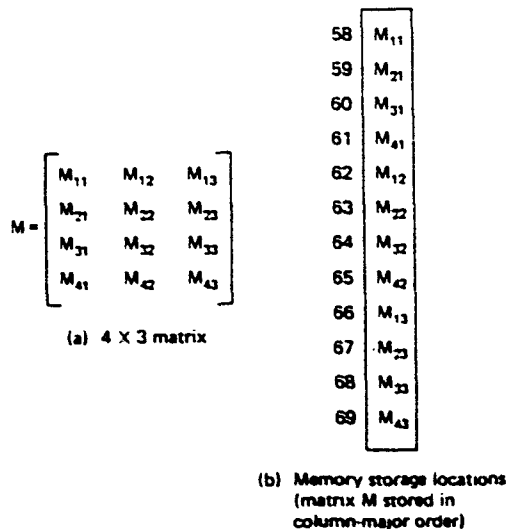 M =
M₁₁ M₁₂ M₁₃
M₂₁ M₂₂ M₂₃
M₃₁ M₃₂ M₃₃
M₄₁ M₄₂ M₄₃
(a) 4 X 3 matrix
58 M₁₁
59 M₂₁
60 M₃₁
61 M₄₁
62 M₁₂
63 M₂₂
64 M₃₂
65 M₄₂
66 M₁₃
67 M₂₃
68 M₃₃
69 M₄₃
(b) Memory storage locations
(matrix M stored in
column-major order)